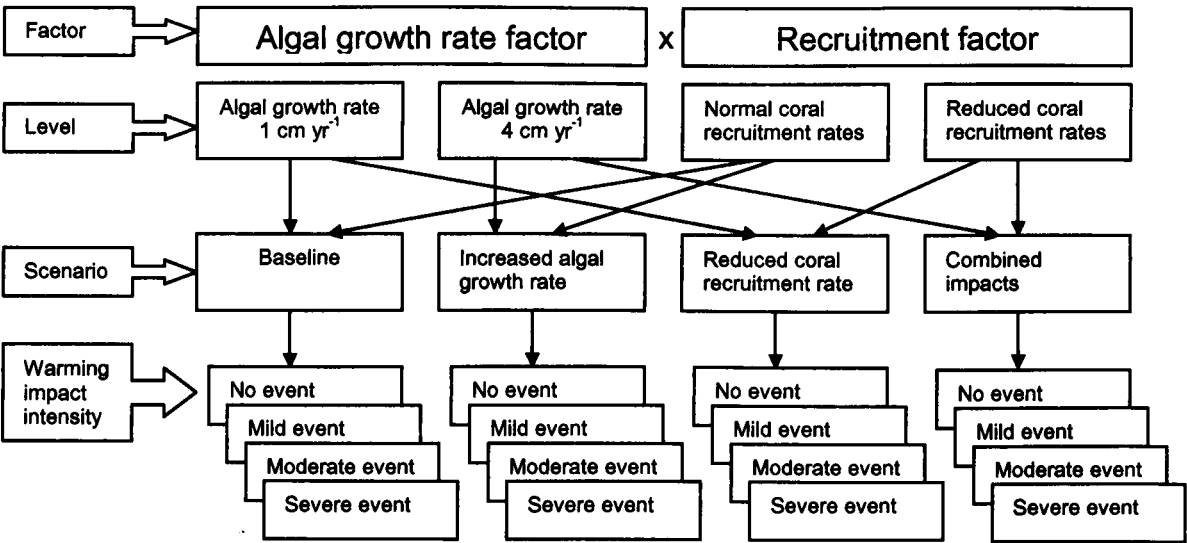 Factor
Algal growth rate factor
x
Recruitment factor
Level
Algal growth rate
1 cm yr⁻¹
Algal growth rate
4 cm yr⁻¹
Normal coral
recruitment rates
Reduced coral
recruitment rates
Scenario
Baseline
Increased algal
growth rate
Reduced coral
recruitment rate
Combined
impacts
Warming
impact
intensity
No event
Mild event
Moderate event
Severe event
No event
Mild event
Moderate event
Severe event
No event
Mild event
Moderate event
Severe event
No event
Mild event
Moderate event
Severe event